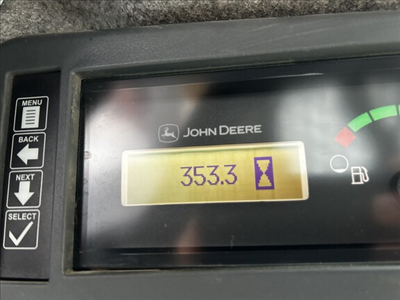 MENU
BACK
NEXT
SELECT
JOHN DEERE
353.3